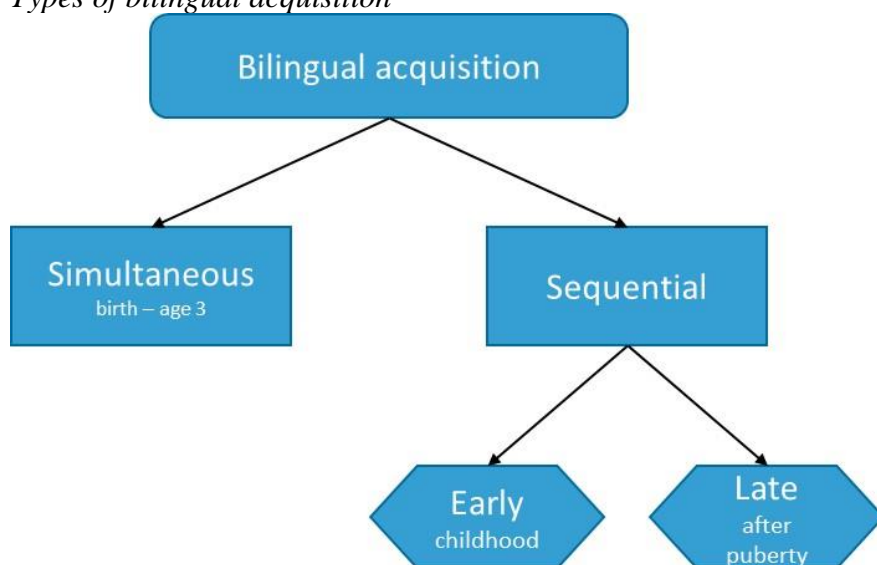 Types of bilingual acquisition
Bilingual acquisition
Simultaneous
birth – age 3
Sequential
Early
childhood
Late
after
puberty